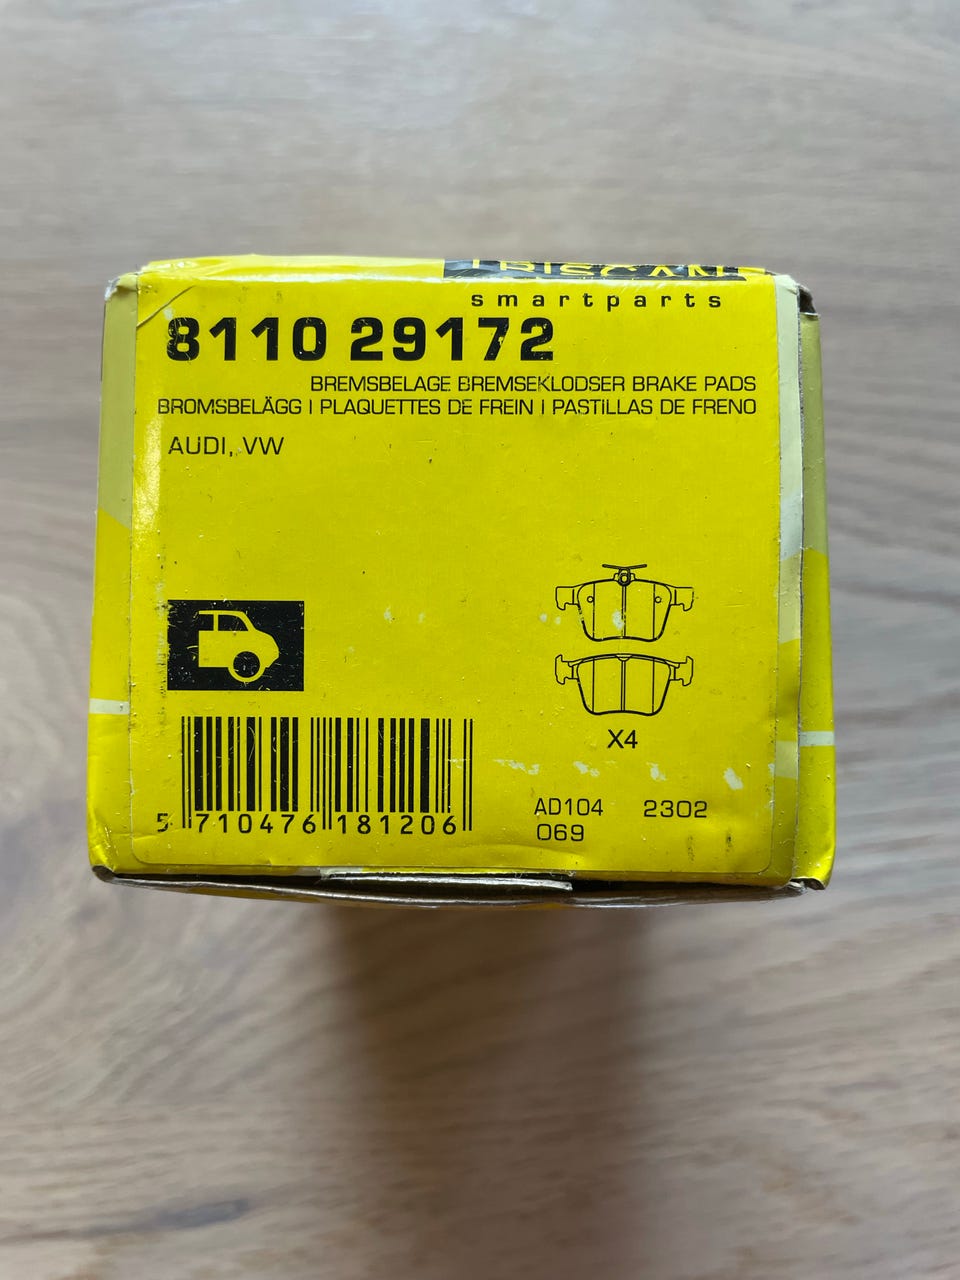 TRISCAN
smartparts
8110 29172
BREMSBELAGE BREMSEKLODSER BRAKE PADS
BROMSBELÄGG | PLAQUETTES DE FREIN | PASTILLAS DE FRENO
AUDI, VW
X4
5 710476 181206
AD104 2302
069